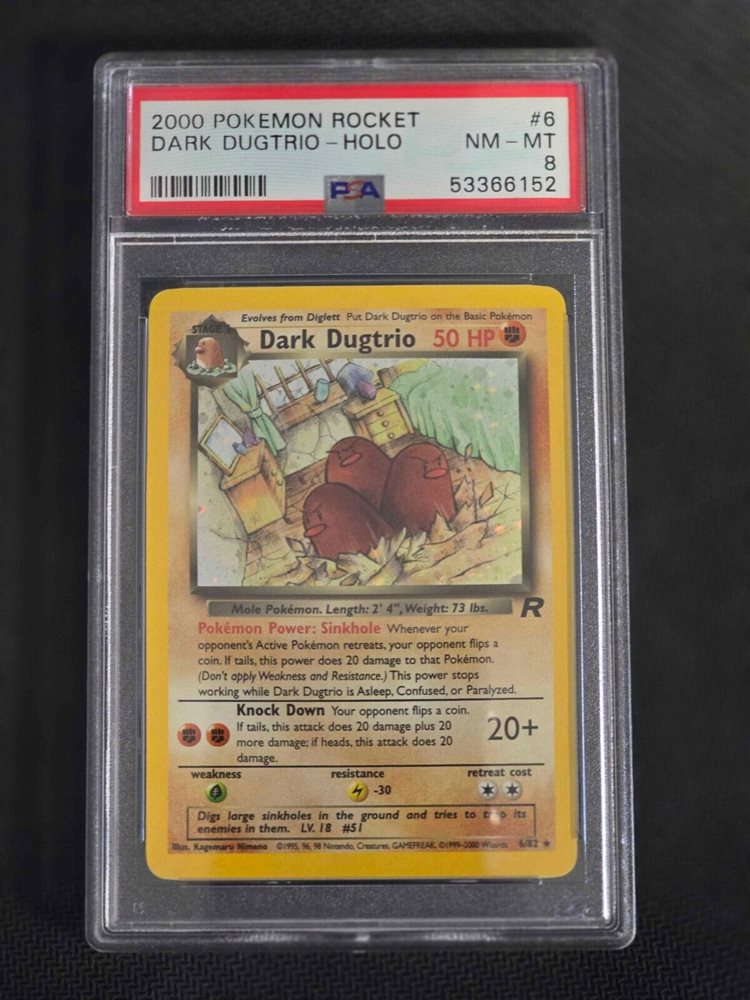 2000 POKEMON ROCKET #6
DARK DUGTRIO - HOLO NM - MT
8
PSA 53366152
Evolves from Diglett Put Dark Dugtrio on the Basic Pokémon
STAGE 1
Dark Dugtrio 50 HP
Mole Pokémon. Length: 2' 4", Weight: 73 lbs.
R
Pokémon Power: Sinkhole Whenever your
opponent's Active Pokémon retreats, your opponent flips a
coin. If tails, this power does 20 damage to that Pokémon.
(Don't apply Weakness and Resistance.) This power stops
working while Dark Dugtrio is Asleep, Confused, or Paralyzed.
Knock Down Your opponent flips a coin.
If tails, this attack does 20 damage plus 20
more damage; if heads, this attack does 20
damage.
20+
weakness resistance retreat cost
-30
Digs large sinkholes in the ground and tries to trap its
enemies in them. LV. 18 #51
Illus. Kagemaru Himeno ©1995, 96, 98 Nintendo, Creatures, GAMEFREAK. ©1999-2000 Wizards. 6/82 ★